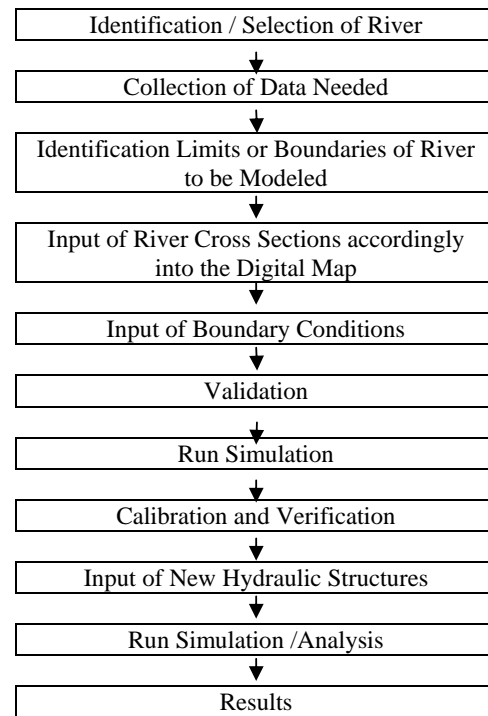 Identification / Selection of River
Collection of Data Needed
Identification Limits or Boundaries of River
to be Modeled
Input of River Cross Sections accordingly
into the Digital Map
Input of Boundary Conditions
Validation
Run Simulation
Calibration and Verification
Input of New Hydraulic Structures
Run Simulation /Analysis
Results